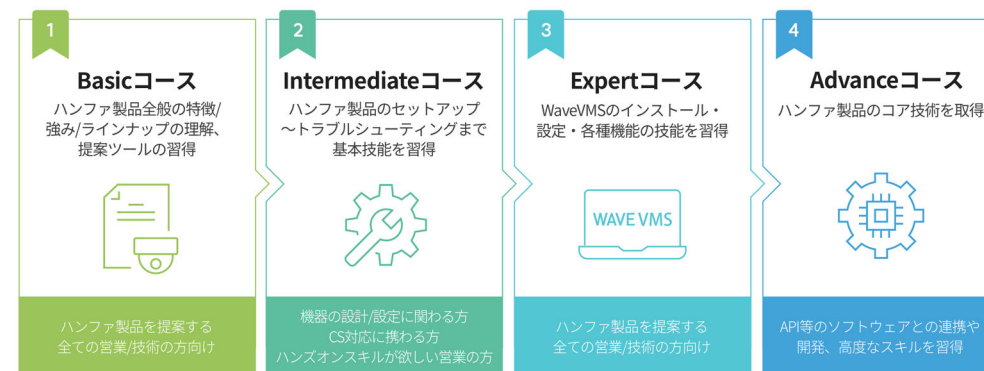 1
Basicコース
ハンファ製品全般の特徴/
強み/ラインナップの理解、
提案ツールの習得
ハンファ製品を提案する
全ての営業/技術の方向け
2
Intermediateコース
ハンファ製品のセットアップ
～トラブルシューティングまで
基本技能を習得
機器の設計/設定に関わる方
CS対応に携わる方
ハンズオンスキルが欲しい営業の方
3
Expertコース
WaveVMSのインストール・
設定・各種機能の技能を習得
WAVE VMS
ハンファ製品を提案する
全ての営業/技術の方向け
4
Advanceコース
ハンファ製品のコア技術を取得
API等のソフトウェアとの連携や
開発、高度なスキルを習得